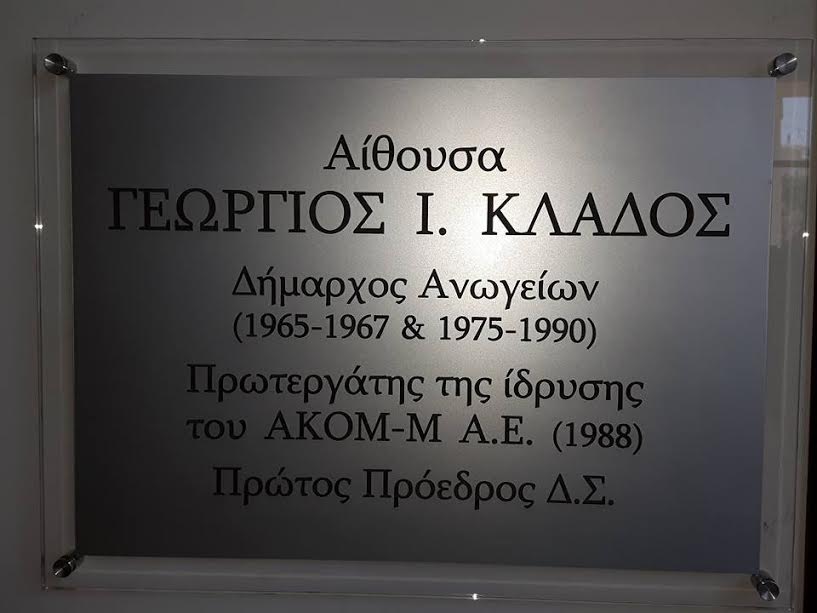 Αίθουσα
ΓΕΩΡΓΙΟΣ Ι. ΚΛΑΔΟΣ
Δήμαρχος Ανωγείων
(1965-1967 & 1975-1990)
Πρωτεργάτης της ίδρυσης
του ΑΚΟΜ-Μ Α.Ε. (1988)
Πρώτος Πρόεδρος Δ.Σ.